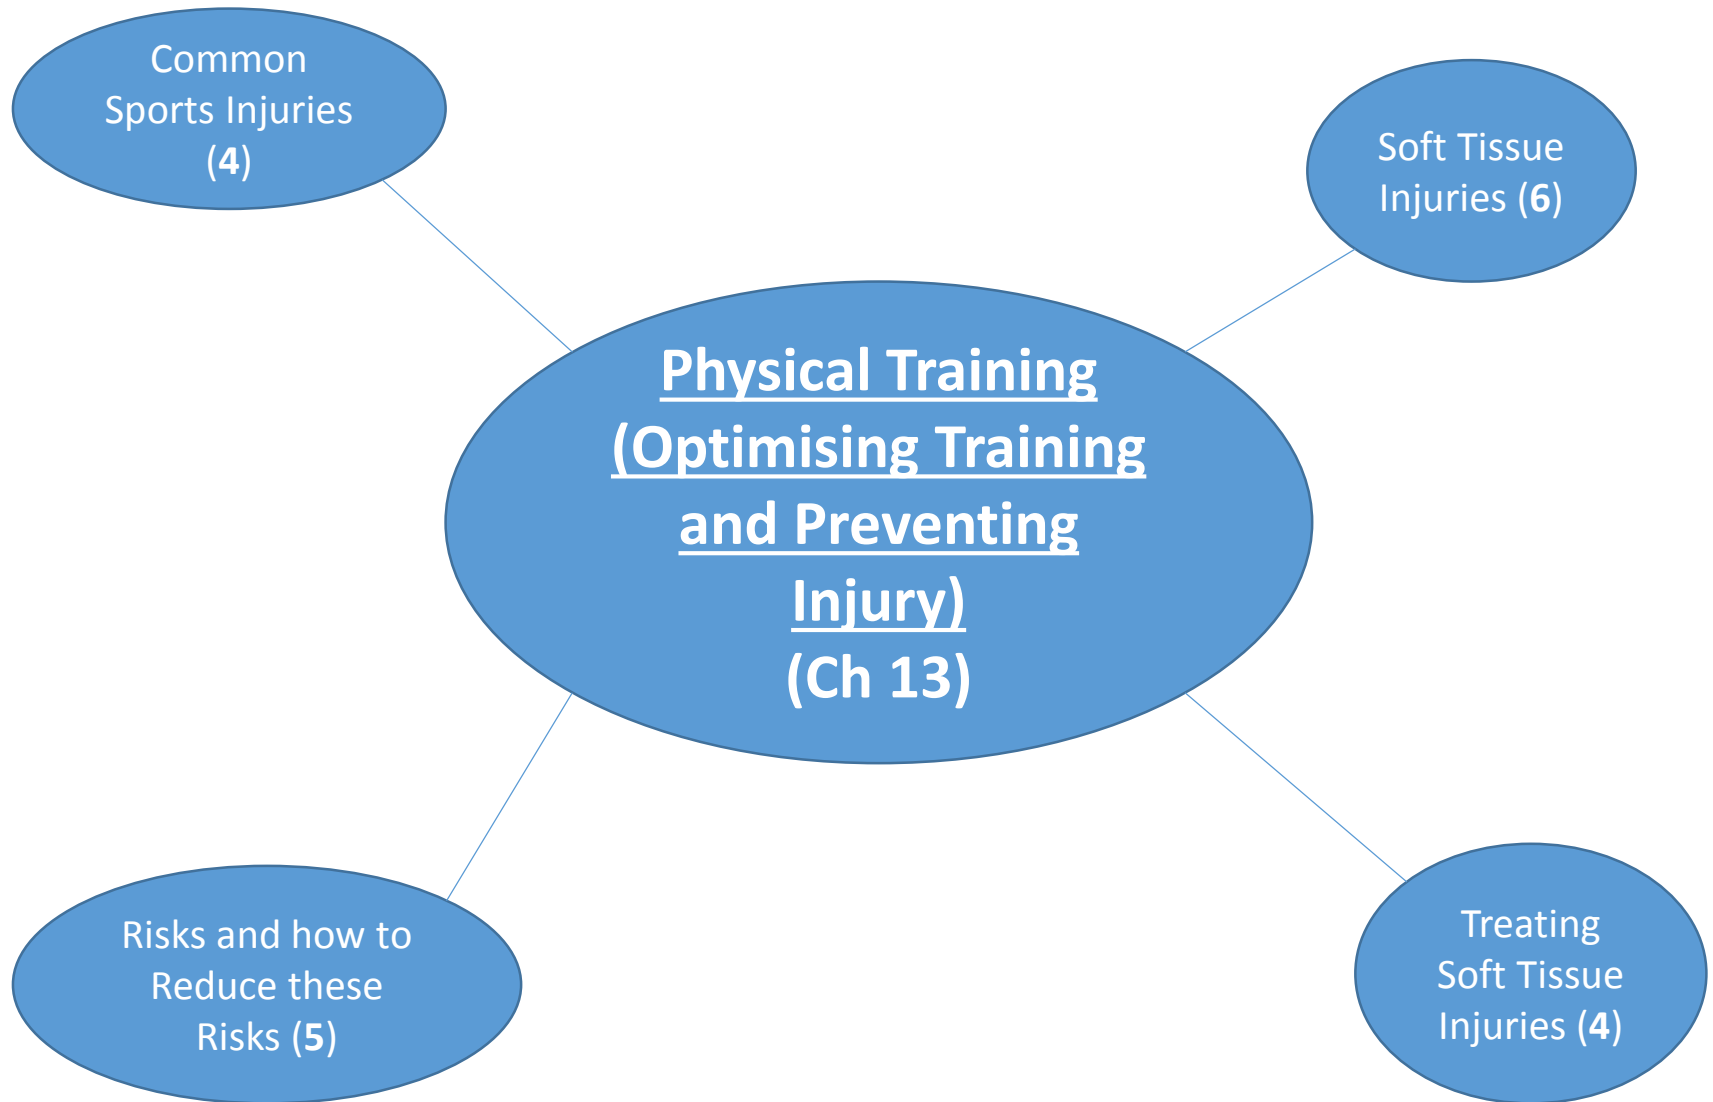 Common
Sports Injuries
(4)
Soft Tissue
Injuries (6)
Physical Training
(Optimising Training
and Preventing
Injury)
(Ch 13)
Risks and how to
Reduce these
Risks (5)
Treating
Soft Tissue
Injuries (4)